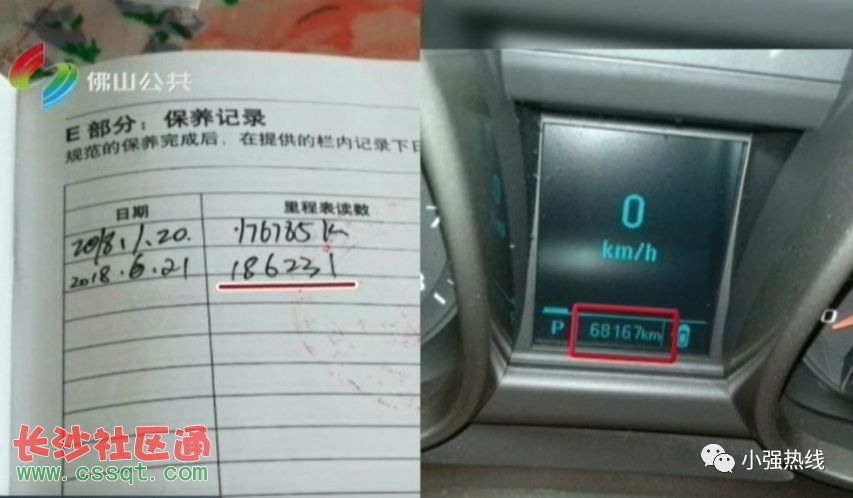 佛山公共
E 部分：保养记录
规范的保养完成后，在提供的栏内记录下日
日期 里程表读数
2018.1.20. 176785K
2018.6.21 186231
长沙社区通
www.cssqt.com
0
km/h
P 68167km
小强热线